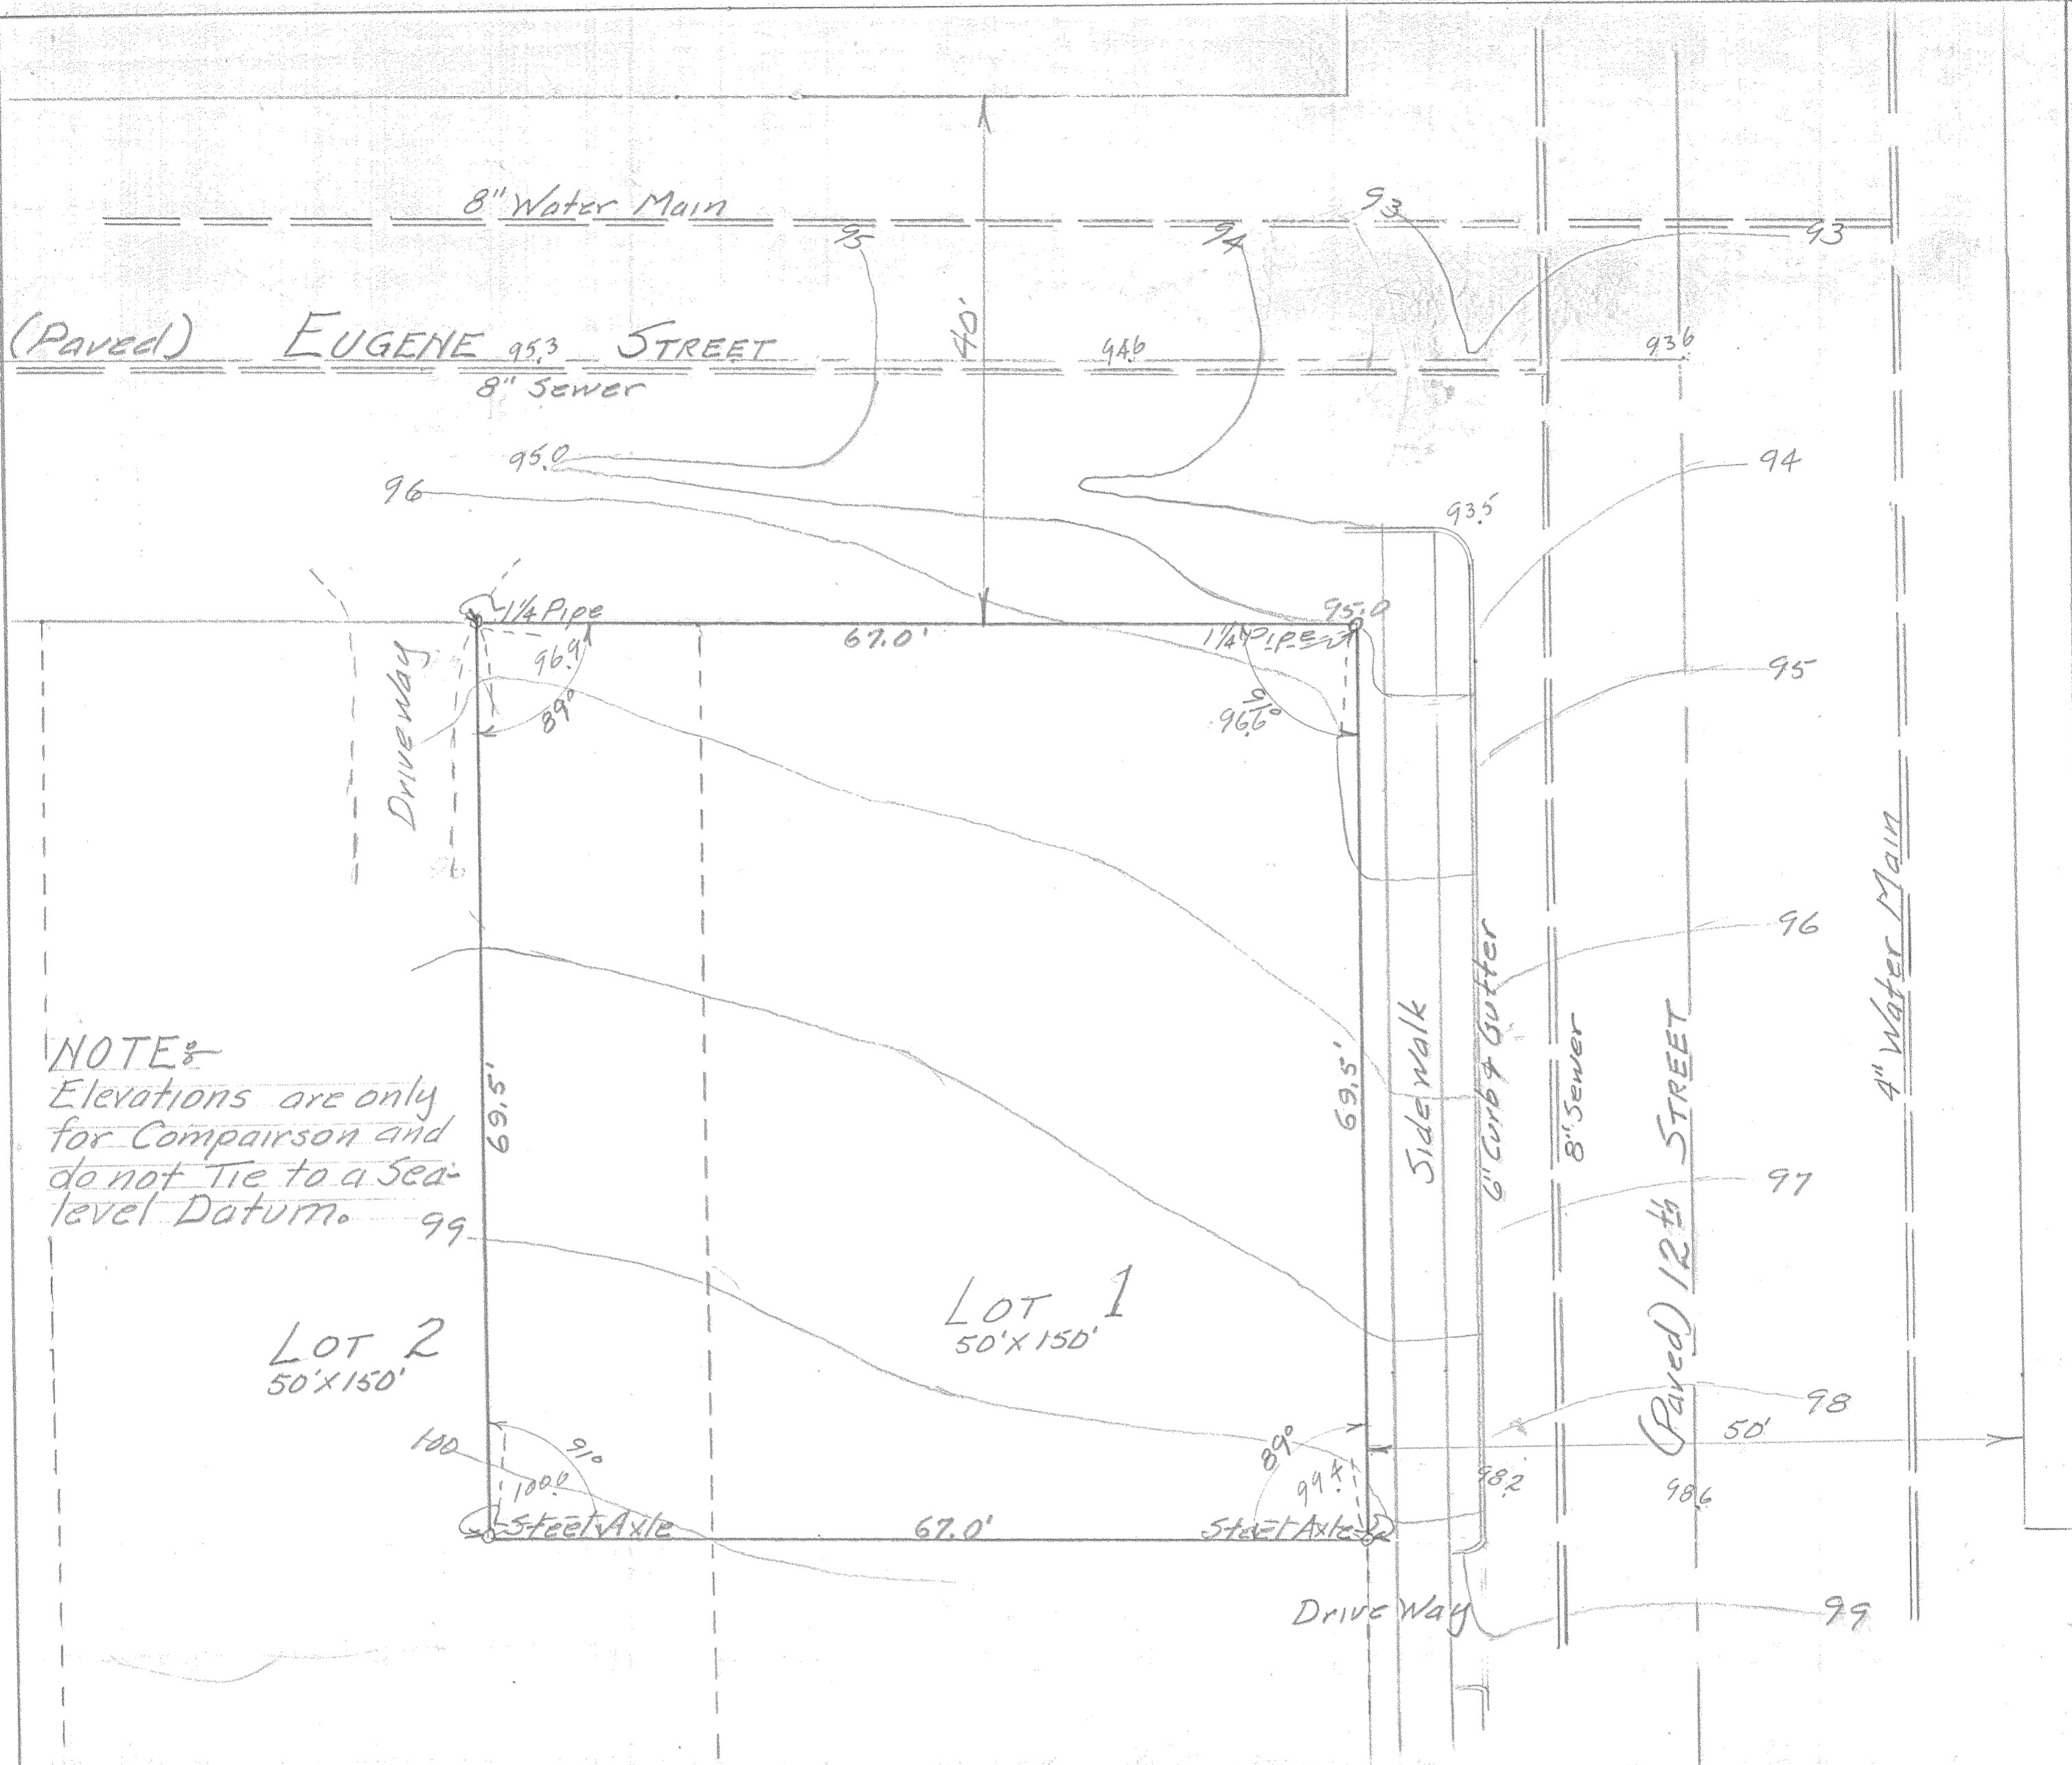 8" Water Main
93
95
94
93
(Paved) EUGENE STREET
95.3
40'
94.6
93.6
8" Sewer
95.0
96
94
93.5
1¼ Pipe
95.0
67.0'
1¼ Pipe
96.9
89°
91°
96.6
95
Driveway
96
Sidewalk
6" Curb & Gutter
8" Sewer
(Paved) 12th STREET
4" Water Main
NOTE:-
Elevations are only
for Compairson and
do not Tie to a Sea-
level Datum.
69.5'
69.5'
97
99
LOT 1
50' X 150'
LOT 2
50' X 150'
98
50'
100
91°
100.0
89°
99.4
98.2
98.6
Steel Axle
67.0'
Steel Axle
Drive Way
99